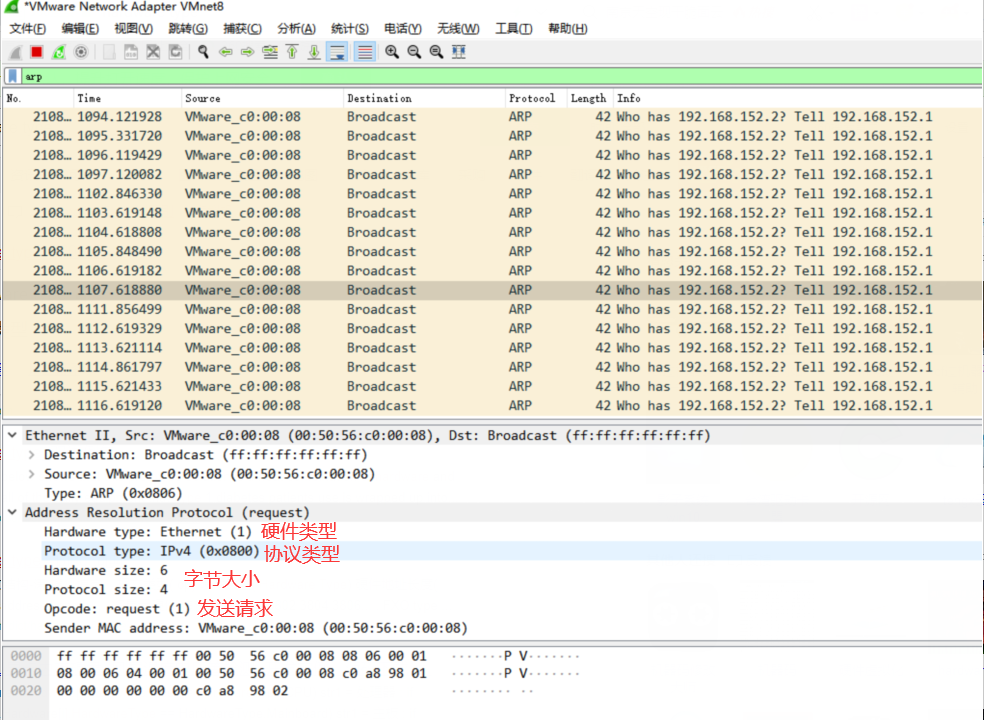 *VMware Network Adapter VMnet8
文件(F) 编辑(E) 视图(V) 跳转(G) 捕获(C) 分析(A) 统计(S) 电话(Y) 无线(W) 工具(T) 帮助(H)
arp
No. Time Source Destination Protocol Length Info
2108… 1094.121928 VMware_c0:00:08 Broadcast ARP 42 Who has 192.168.152.2? Tell 192.168.152.1
2108… 1095.331720 VMware_c0:00:08 Broadcast ARP 42 Who has 192.168.152.2? Tell 192.168.152.1
2108… 1096.119429 VMware_c0:00:08 Broadcast ARP 42 Who has 192.168.152.2? Tell 192.168.152.1
2108… 1097.120082 VMware_c0:00:08 Broadcast ARP 42 Who has 192.168.152.2? Tell 192.168.152.1
2108… 1102.846330 VMware_c0:00:08 Broadcast ARP 42 Who has 192.168.152.2? Tell 192.168.152.1
2108… 1103.619148 VMware_c0:00:08 Broadcast ARP 42 Who has 192.168.152.2? Tell 192.168.152.1
2108… 1104.618808 VMware_c0:00:08 Broadcast ARP 42 Who has 192.168.152.2? Tell 192.168.152.1
2108… 1105.848490 VMware_c0:00:08 Broadcast ARP 42 Who has 192.168.152.2? Tell 192.168.152.1
2108… 1106.619182 VMware_c0:00:08 Broadcast ARP 42 Who has 192.168.152.2? Tell 192.168.152.1
2108… 1107.618880 VMware_c0:00:08 Broadcast ARP 42 Who has 192.168.152.2? Tell 192.168.152.1
2108… 1111.856499 VMware_c0:00:08 Broadcast ARP 42 Who has 192.168.152.2? Tell 192.168.152.1
2108… 1112.619329 VMware_c0:00:08 Broadcast ARP 42 Who has 192.168.152.2? Tell 192.168.152.1
2108… 1113.621114 VMware_c0:00:08 Broadcast ARP 42 Who has 192.168.152.2? Tell 192.168.152.1
2108… 1114.861797 VMware_c0:00:08 Broadcast ARP 42 Who has 192.168.152.2? Tell 192.168.152.1
2108… 1115.621433 VMware_c0:00:08 Broadcast ARP 42 Who has 192.168.152.2? Tell 192.168.152.1
2108… 1116.619120 VMware_c0:00:08 Broadcast ARP 42 Who has 192.168.152.2? Tell 192.168.152.1
Ethernet II, Src: VMware_c0:00:08 (00:50:56:c0:00:08), Dst: Broadcast (ff:ff:ff:ff:ff:ff)
Destination: Broadcast (ff:ff:ff:ff:ff:ff)
Source: VMware_c0:00:08 (00:50:56:c0:00:08)
Type: ARP (0x0806)
Address Resolution Protocol (request)
Hardware type: Ethernet (1) 硬件类型
Protocol type: IPv4 (0x0800) 协议类型
Hardware size: 6
字节大小
Protocol size: 4
Opcode: request (1) 发送请求
Sender MAC address: VMware_c0:00:08 (00:50:56:c0:00:08)
0000 ff ff ff ff ff ff 00 50 56 c0 00 08 08 06 00 01 ·······P V·······
0010 08 00 06 04 00 01 00 50 56 c0 00 08 c0 a8 98 01 ·······P V·······
0020 00 00 00 00 00 00 c0 a8 98 02 ········ ··